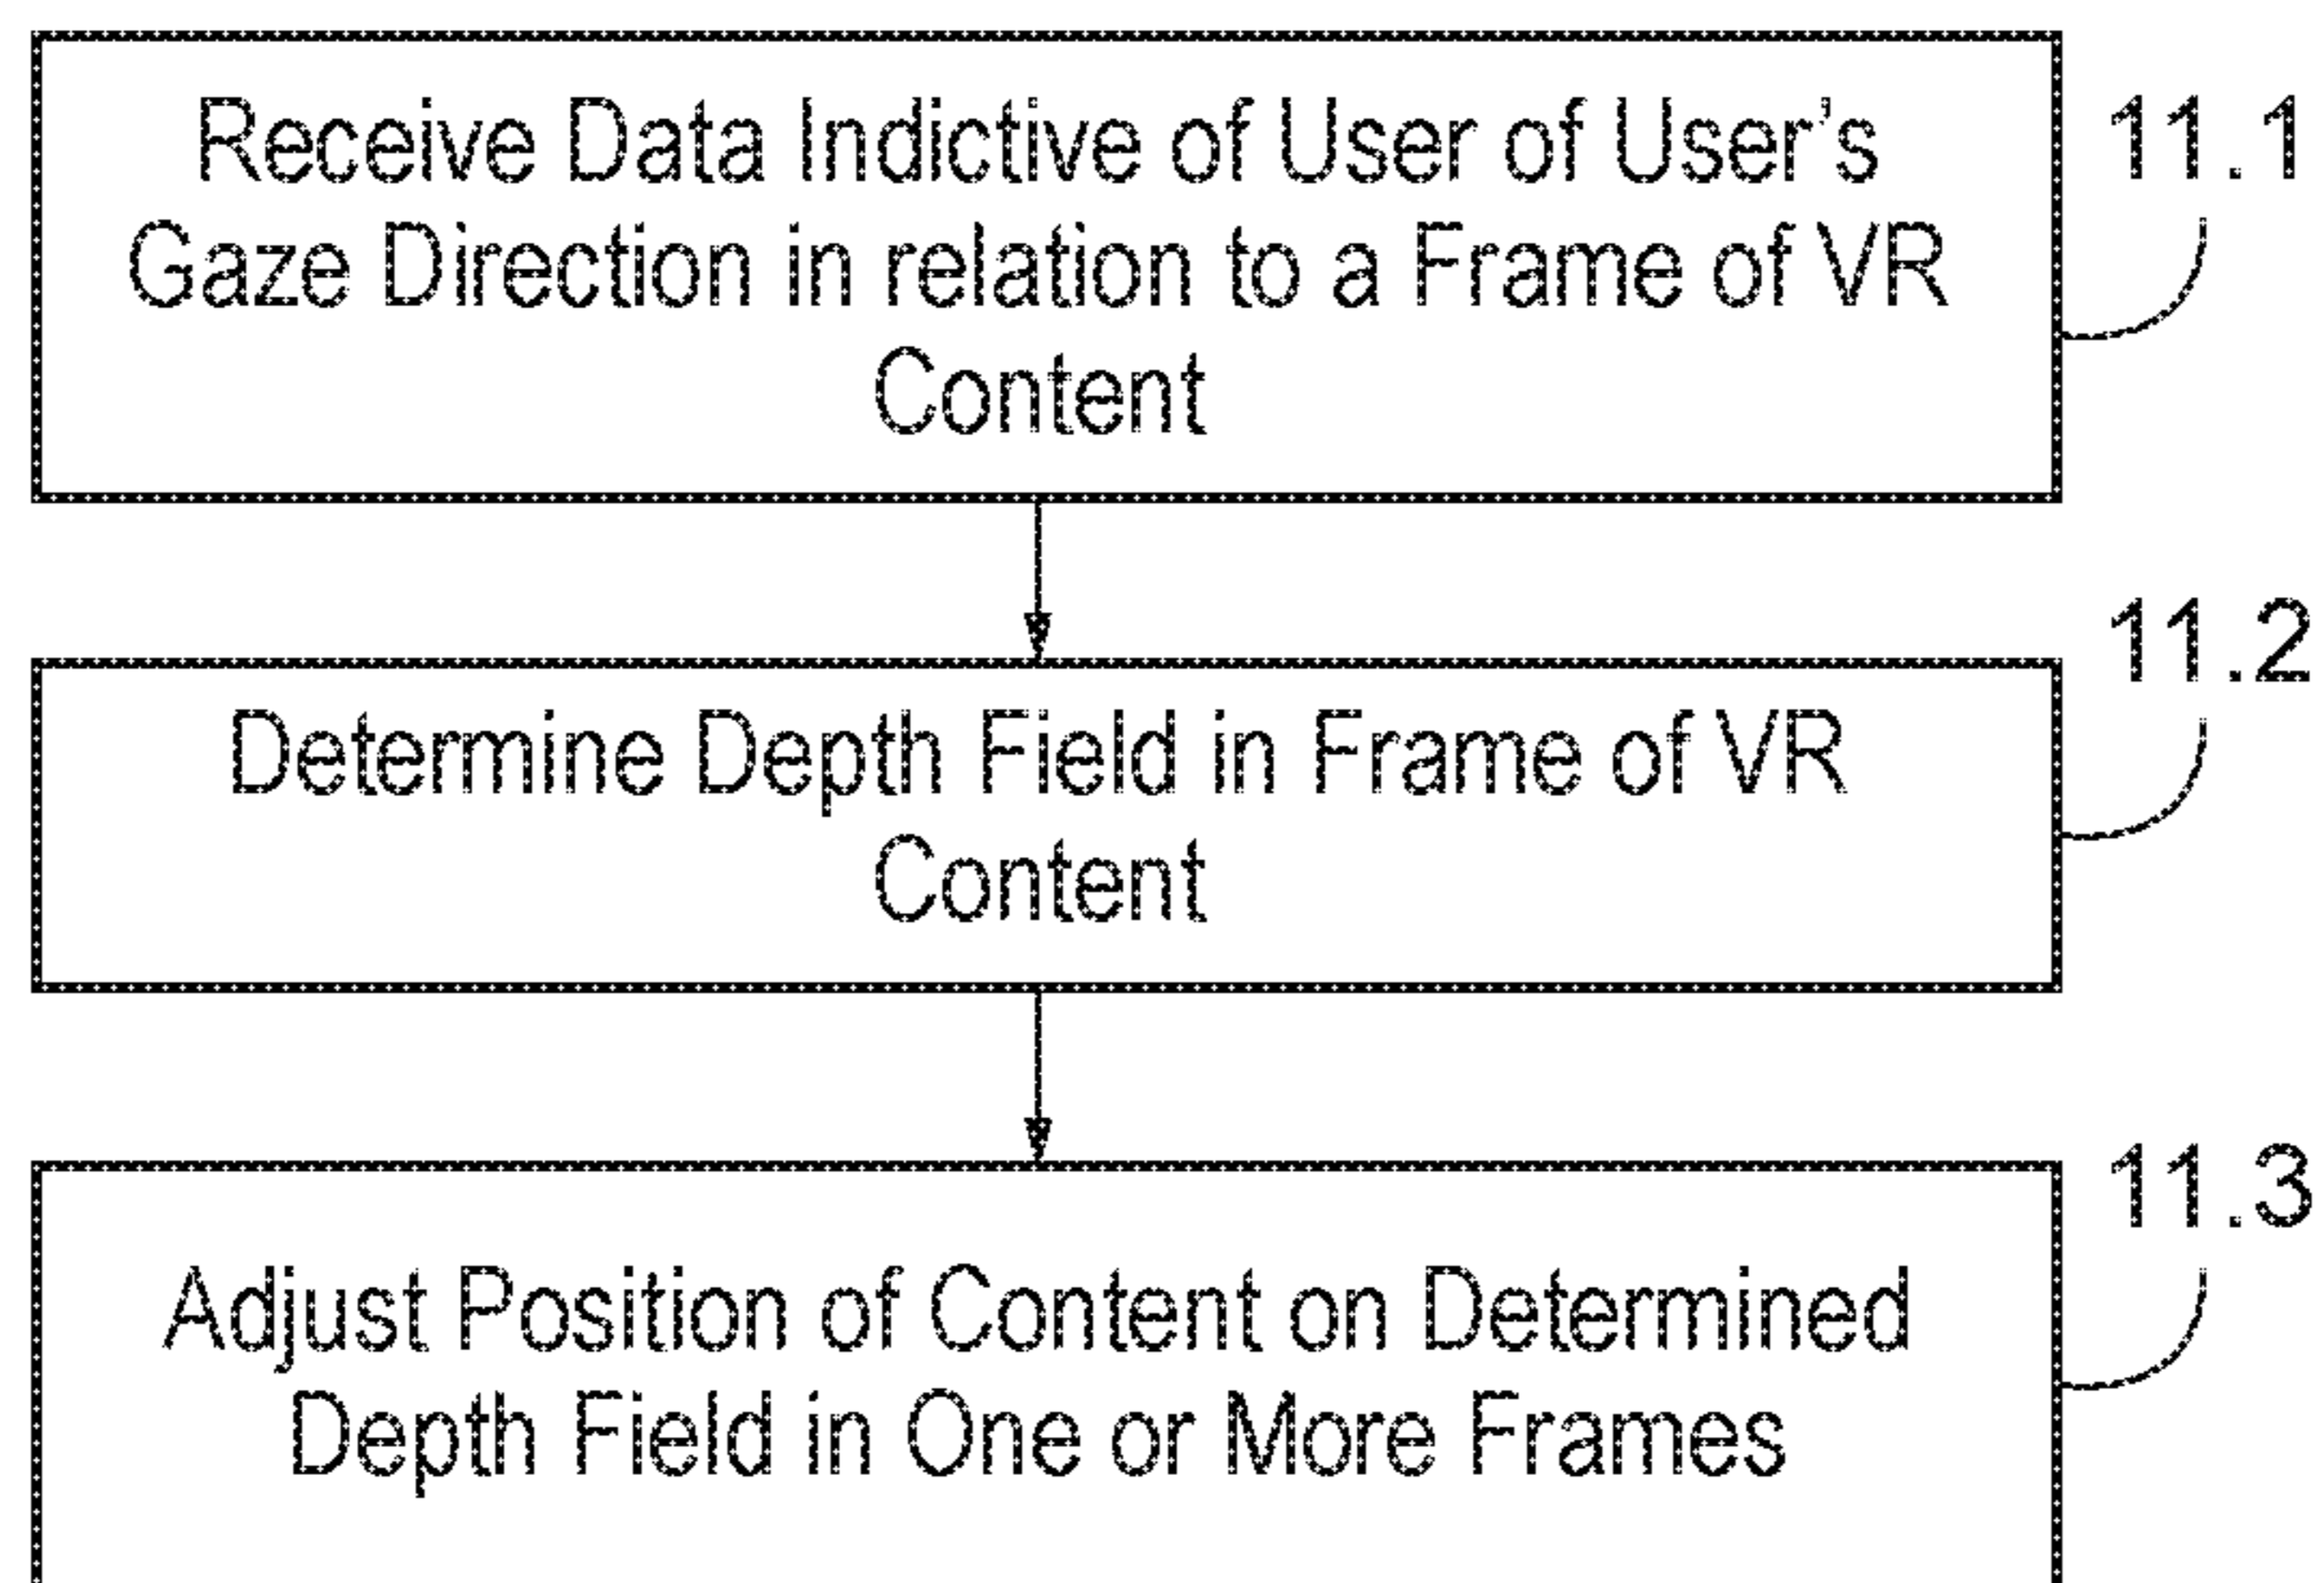 Receive Data Indictive of User of User's
11.1
Gaze Direction in relation to a Frame of VR
Content
11.2
Determine Depth Field in Frame of VR
Content
11.3
Adjust Position of Content on Determined
Depth Field in One or More Frames